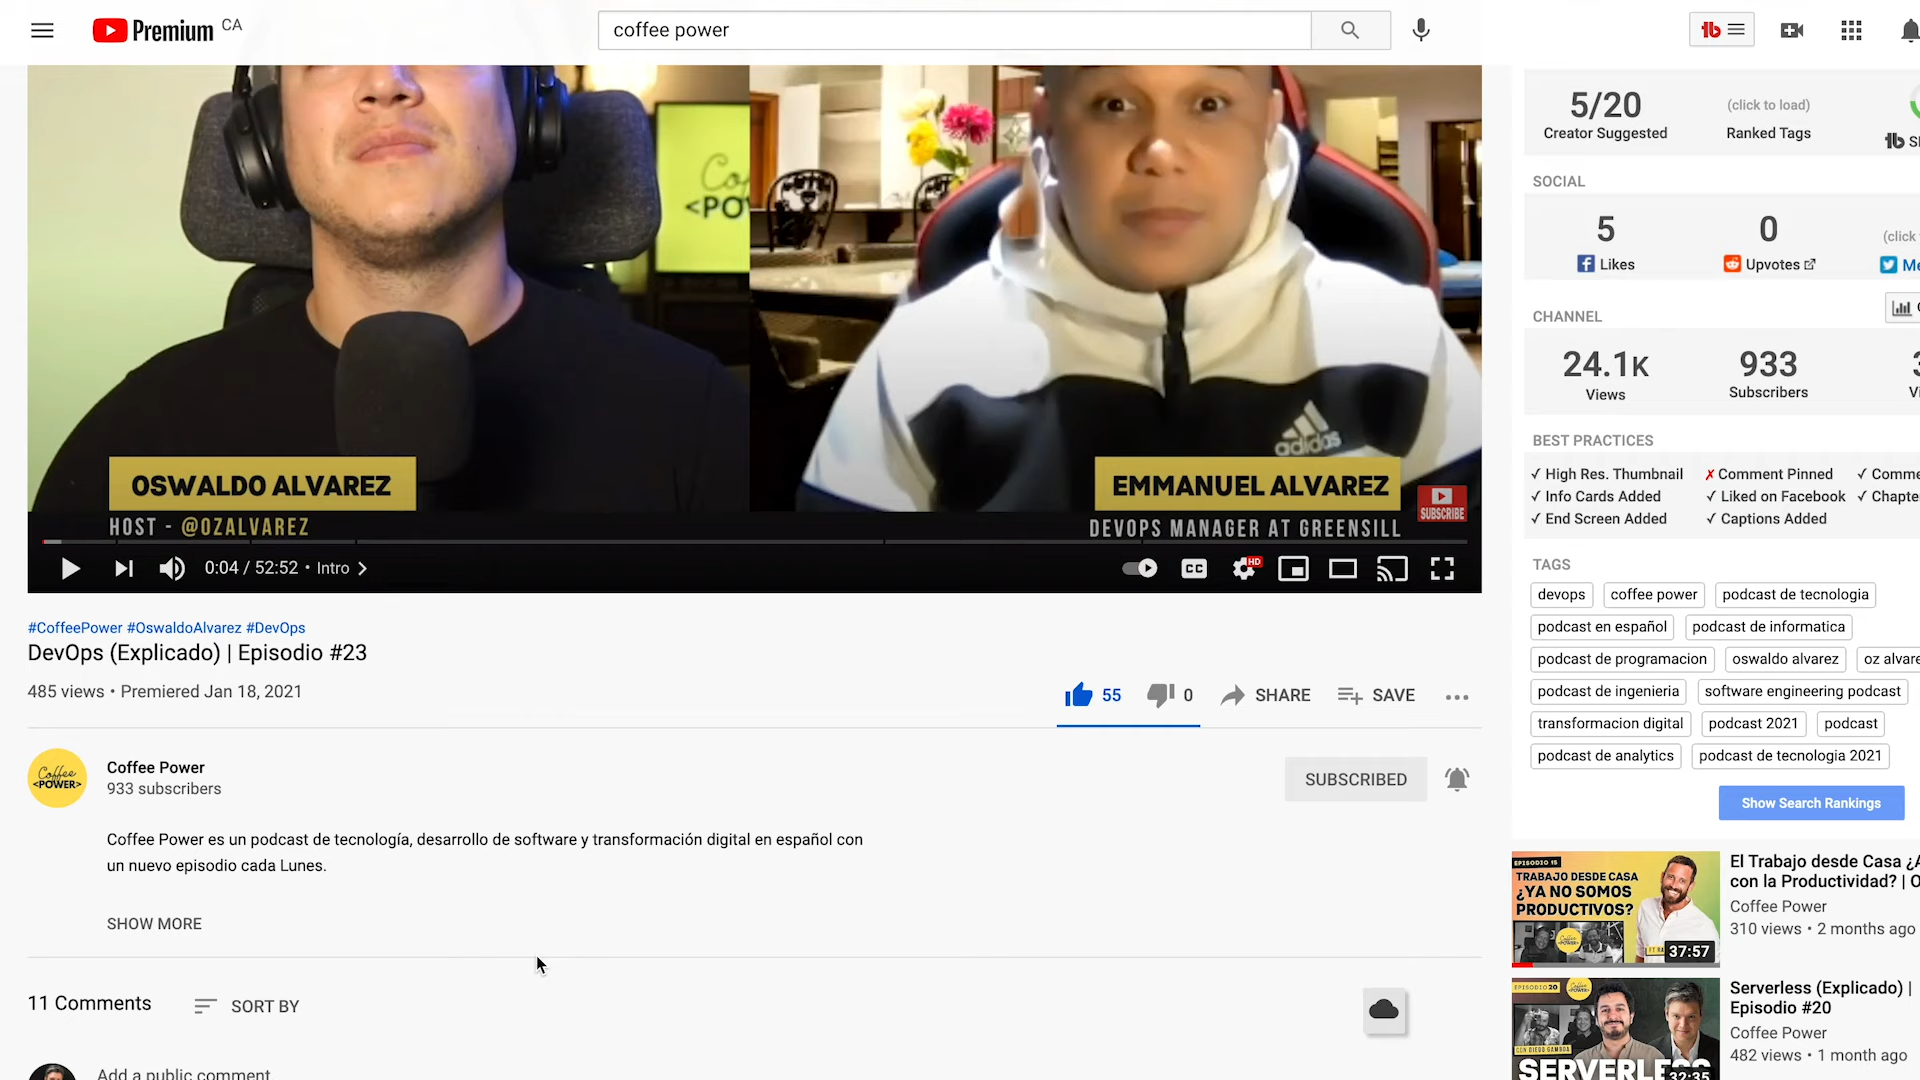 Premium CA
coffee power
Co
<PO
adidas
OSWALDO ALVAREZ
HOST - @OZALVAREZ
EMMANUEL ALVAREZ
DEVOPS MANAGER AT GREENSILL
SUBSCRIBE
0:04 / 52:52 • Intro
CC
HD
#CoffeePower #OswaldoAlvarez #DevOps
DevOps (Explicado) | Episodio #23
485 views • Premiered Jan 18, 2021
55
0
SHARE
SAVE
Coffee <POWER>
Coffee Power
933 subscribers
SUBSCRIBED
Coffee Power es un podcast de tecnología, desarrollo de software y transformación digital en español con
un nuevo episodio cada Lunes.
SHOW MORE
11 Comments
SORT BY
Add a public comment
5/20
Creator Suggested
(click to load)
Ranked Tags
SOCIAL
5
Likes
0
Upvotes
(click
CHANNEL
24.1K
Views
933
Subscribers
BEST PRACTICES
✓ High Res. Thumbnail ✗ Comment Pinned ✓ Comme
✓ Info Cards Added ✓ Liked on Facebook ✓ Chapte
✓ End Screen Added ✓ Captions Added
TAGS
devops coffee power podcast de tecnologia
podcast en español podcast de informatica
podcast de programacion oswaldo alvarez oz alvare
podcast de ingenieria software engineering podcast
transformacion digital podcast 2021 podcast
podcast de analytics podcast de tecnologia 2021
Show Search Rankings
EPISODIO 15
TRABAJO DESDE CASA
¿YA NO SOMOS
PRODUCTIVOS?
37:57
El Trabajo desde Casa ¿A
con la Productividad? | 
Coffee Power
310 views • 2 months ago
EPISODIO 20
CON DIEGO GAMBOA
SERVERLESS
32:35
Serverless (Explicado) |
Episodio #20
Coffee Power
482 views • 1 month ago